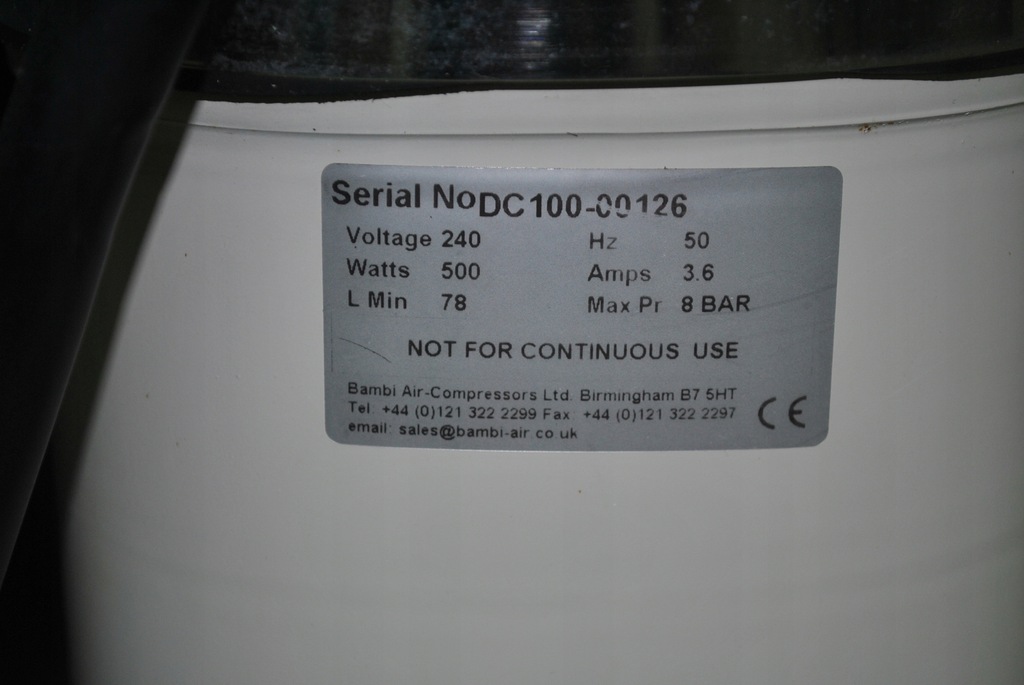 Serial No DC100-00126
Voltage 240 Hz 50
Watts 500 Amps 3.6
L Min 78 Max Pr 8 BAR
NOT FOR CONTINUOUS USE
Bambi Air-Compressors Ltd. Birmingham B7 5HT
Tel: +44 (0)121 322 2299 Fax: +44 (0)121 322 2297
email: sales@bambi-air.co.uk
CE